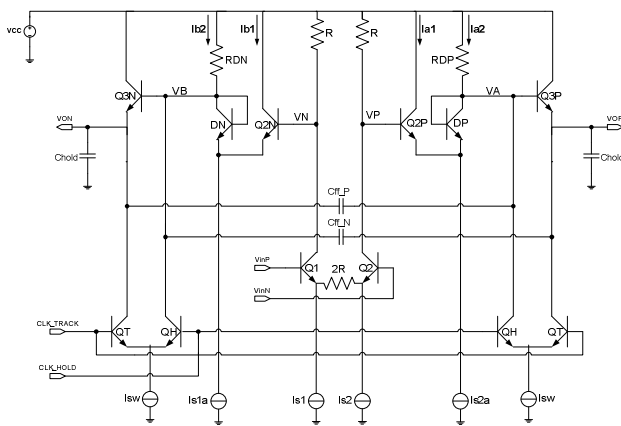 vcc
Ib2
Ib1
R
R
Ia1
Ia2
RDN
RDP
Q3N
VB
DN
Q2N
VN
VP
Q2P
DP
VA
Q3P
VON
VOP
Chold
Chold
Cff_P
Cff_N
VinP
Q1
2R
Q2
VinN
CLK_TRACK
QT
QH
QH
QT
CLK_HOLD
Isw
Is1a
Is1
Is2
Is2a
Isw